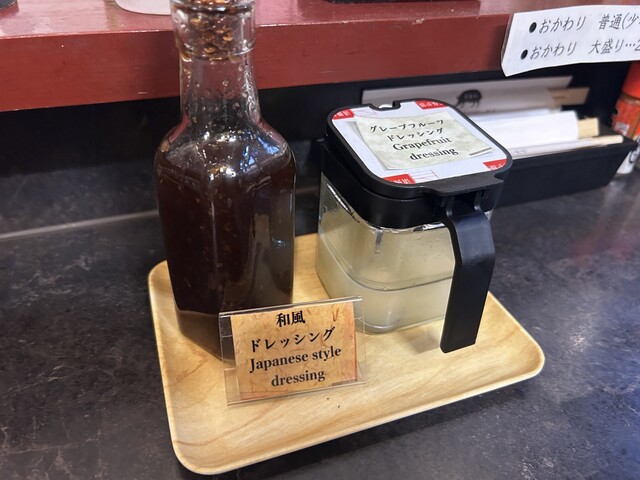 ●おかわり 普通(少
●おかわり 大盛り…2
グレープフルーツ
ドレッシング
Grapefruit
dressing
和風
ドレッシング
Japanese style
dressing